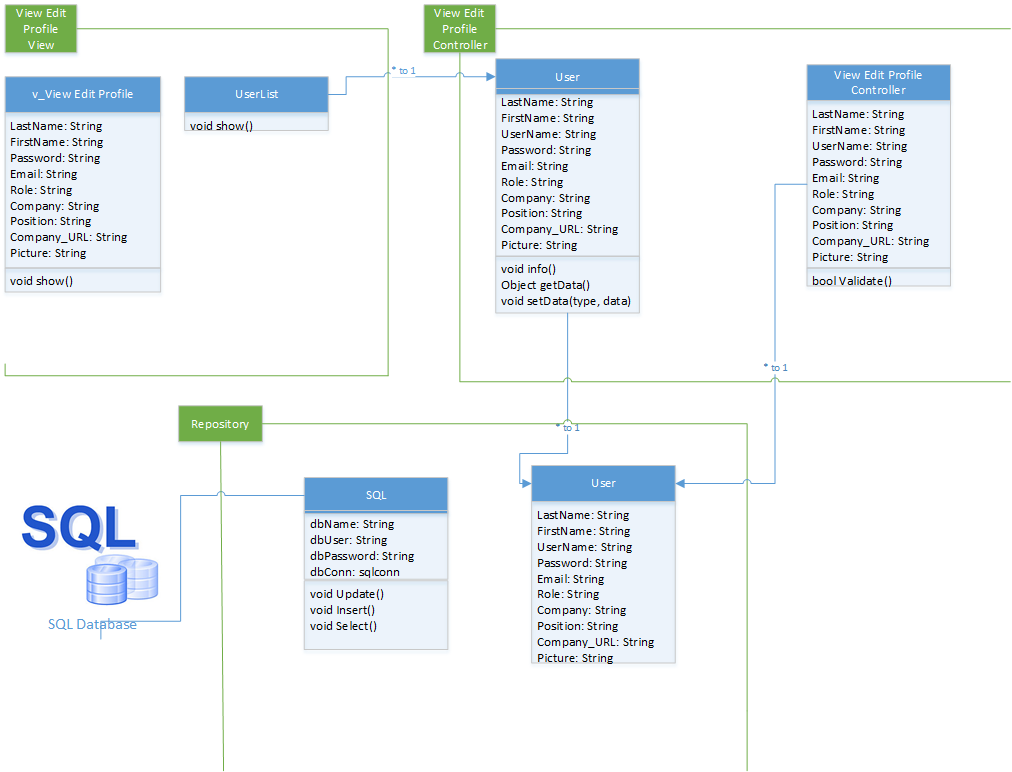 View Edit
Profile
View
View Edit
Profile
Controller
v_View Edit Profile
LastName: String
FirstName: String
Password: String
Email: String
Role: String
Company: String
Position: String
Company_URL: String
Picture: String
void show()
UserList
void show()
* to 1
User
LastName: String
FirstName: String
UserName: String
Password: String
Email: String
Role: String
Company: String
Position: String
Company_URL: String
Picture: String
void info()
Object getData()
void setData(type, data)
View Edit Profile
Controller
LastName: String
FirstName: String
UserName: String
Password: String
Email: String
Role: String
Company: String
Position: String
Company_URL: String
Picture: String
bool Validate()
* to 1
Repository
* to 1
SQL
SQL Database
SQL
dbName: String
dbUser: String
dbPassword: String
dbConn: sqlconn
void Update()
void Insert()
void Select()
User
LastName: String
FirstName: String
UserName: String
Password: String
Email: String
Role: String
Company: String
Position: String
Company_URL: String
Picture: String